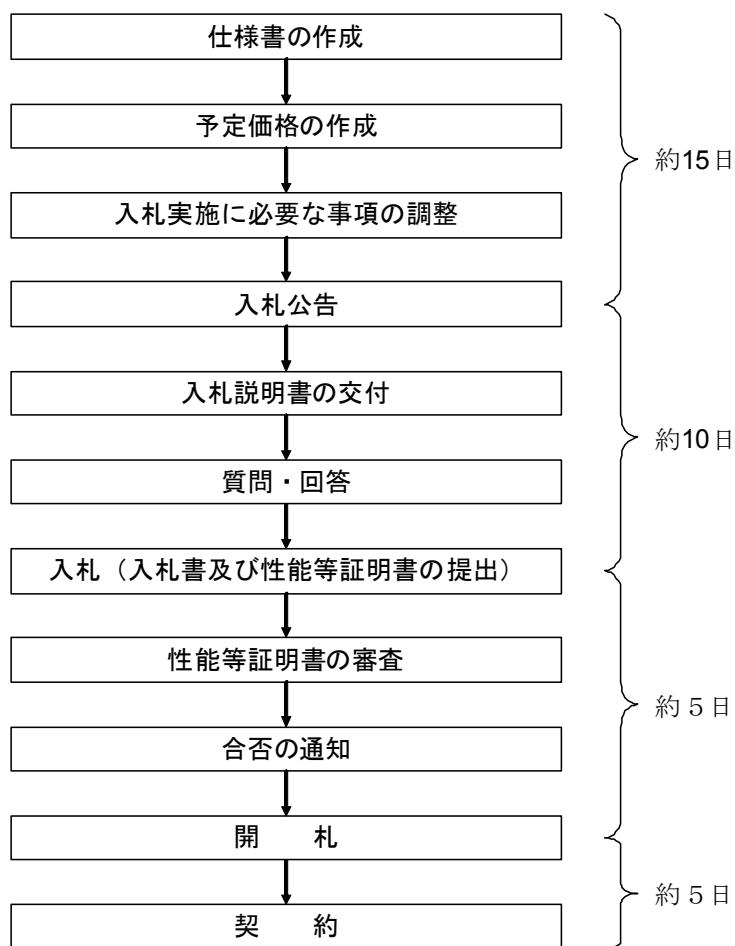 仕様書の作成
予定価格の作成
約15日
入札実施に必要な事項の調整
入札公告
入札説明書の交付
約10日
質問・回答
入札（入札書及び性能等証明書の提出）
性能等証明書の審査
約５日
合否の通知
開　　札
約５日
契　　約